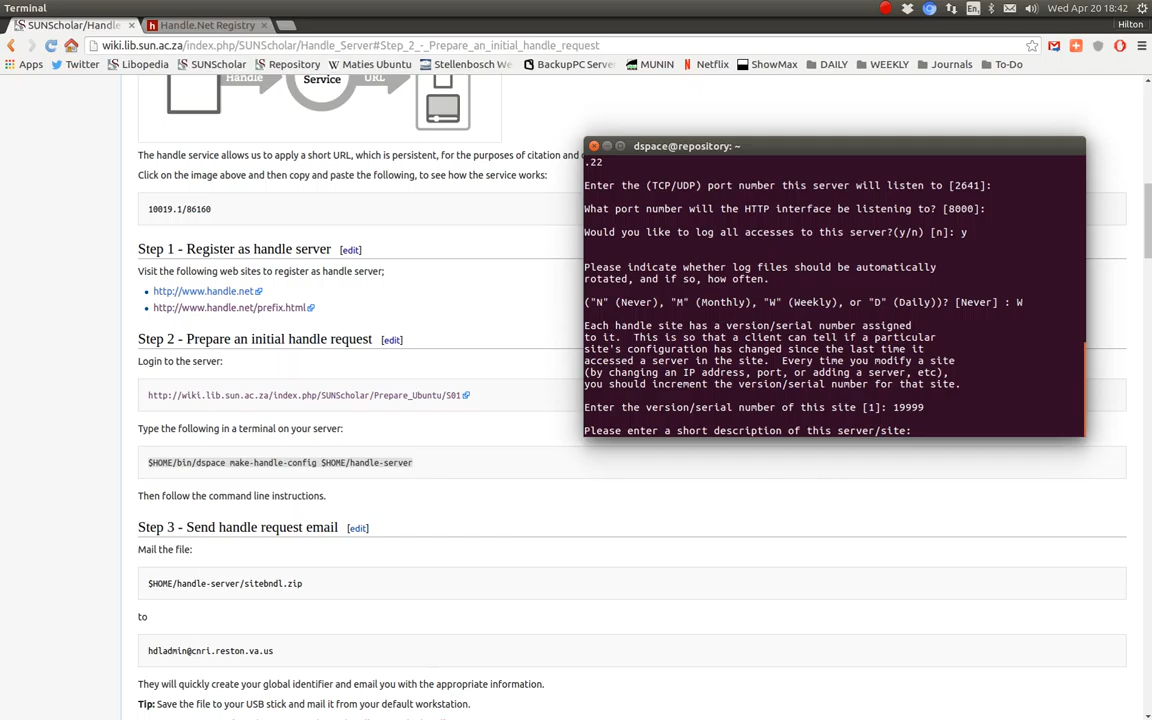 Terminal
En
Wed Apr 20 18:42
SUNScholar/Handle
Handle.Net Registry
Hilton
wiki.lib.sun.ac.za/index.php/SUNScholar/Handle_Server#Step_2_-_Prepare_an_initial_handle_request
Apps Twitter Libopedia SUNScholar Repository Maties Ubuntu Stellenbosch We BackupPC Server MUNIN Netflix ShowMax DAILY WEEKLY Journals To-Do
Handle Service URL
The handle service allows us to apply a short URL, which is persistent, for the purposes of citation and
Click on the image above and then copy and paste the following, to see how the service works:
10019.1/86160
Step 1 - Register as handle server [edit]
Visit the following web sites to register as handle server;
http://www.handle.net
http://www.handle.net/prefix.html
Step 2 - Prepare an initial handle request [edit]
Login to the server:
http://wiki.lib.sun.ac.za/index.php/SUNScholar/Prepare_Ubuntu/S01
Type the following in a terminal on your server:
$HOME/bin/dspace make-handle-config $HOME/handle-server
Then follow the command line instructions.
Step 3 - Send handle request email [edit]
Mail the file:
$HOME/handle-server/sitebndl.zip
to
hdladmin@cnri.reston.va.us
They will quickly create your global identifier and email you with the appropriate information.
Tip: Save the file to your USB stick and mail it from your default workstation.
dspace@repository: ~
.22
Enter the (TCP/UDP) port number this server will listen to [2641]:
What port number will the HTTP interface be listening to? [8000]:
Would you like to log all accesses to this server?(y/n) [n]: y
Please indicate whether log files should be automatically
rotated, and if so, how often.
("N" (Never), "M" (Monthly), "W" (Weekly), or "D" (Daily))? [Never] : W
Each handle site has a version/serial number assigned
to it.  This is so that a client can tell if a particular
site's configuration has changed since the last time it
accessed a server in the site.  Every time you modify a site
(by changing an IP address, port, or adding a server, etc),
you should increment the version/serial number for that site.
Enter the version/serial number of this site [1]: 19999
Please enter a short description of this server/site: